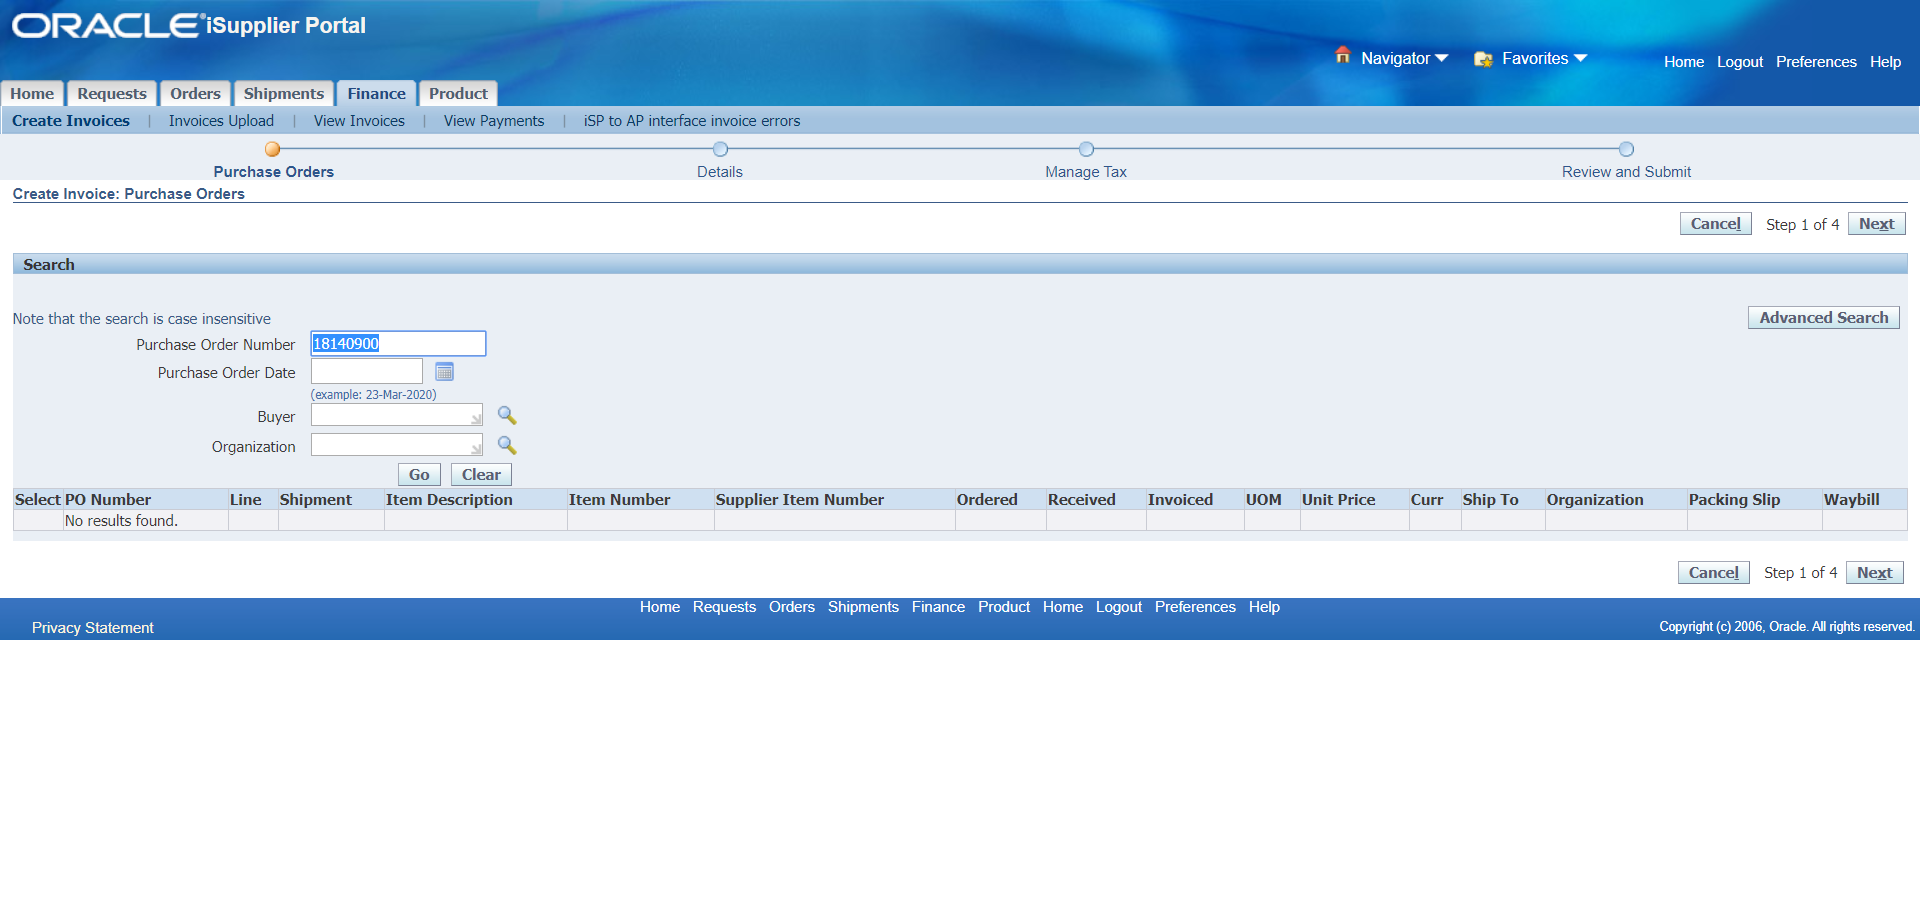 ORACLE® iSupplier Portal
Navigator Favorites Home Logout Preferences Help
Home Requests Orders Shipments Finance Product
Create Invoices | Invoices Upload | View Invoices | View Payments | iSP to AP interface invoice errors
Purchase Orders Details Manage Tax Review and Submit
Create Invoice: Purchase Orders
Cancel Step 1 of 4 Next
Search
Note that the search is case insensitive
Advanced Search
Purchase Order Number 18140900
Purchase Order Date
(example: 23-Mar-2020)
Buyer
Organization
Go Clear
Select PO Number Line Shipment Item Description Item Number Supplier Item Number Ordered Received Invoiced UOM Unit Price Curr Ship To Organization Packing Slip Waybill
No results found.
Cancel Step 1 of 4 Next
Home Requests Orders Shipments Finance Product Home Logout Preferences Help
Privacy Statement Copyright (c) 2006, Oracle. All rights reserved.